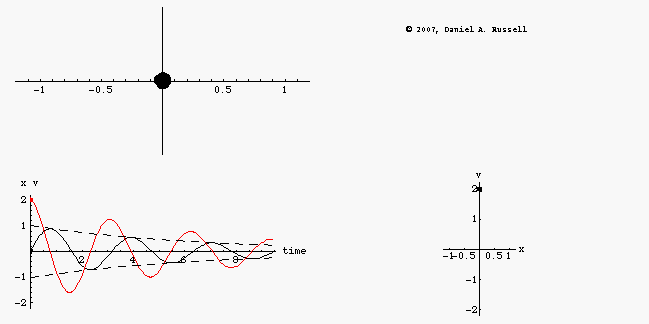 © 2007, Daniel A. Russell
-1 -0.5 0.5 1
x v
2
1
-1
-2
2 4 6 8
time
v
2
1
-1
-2
-1 -0.5 0.5 1 x